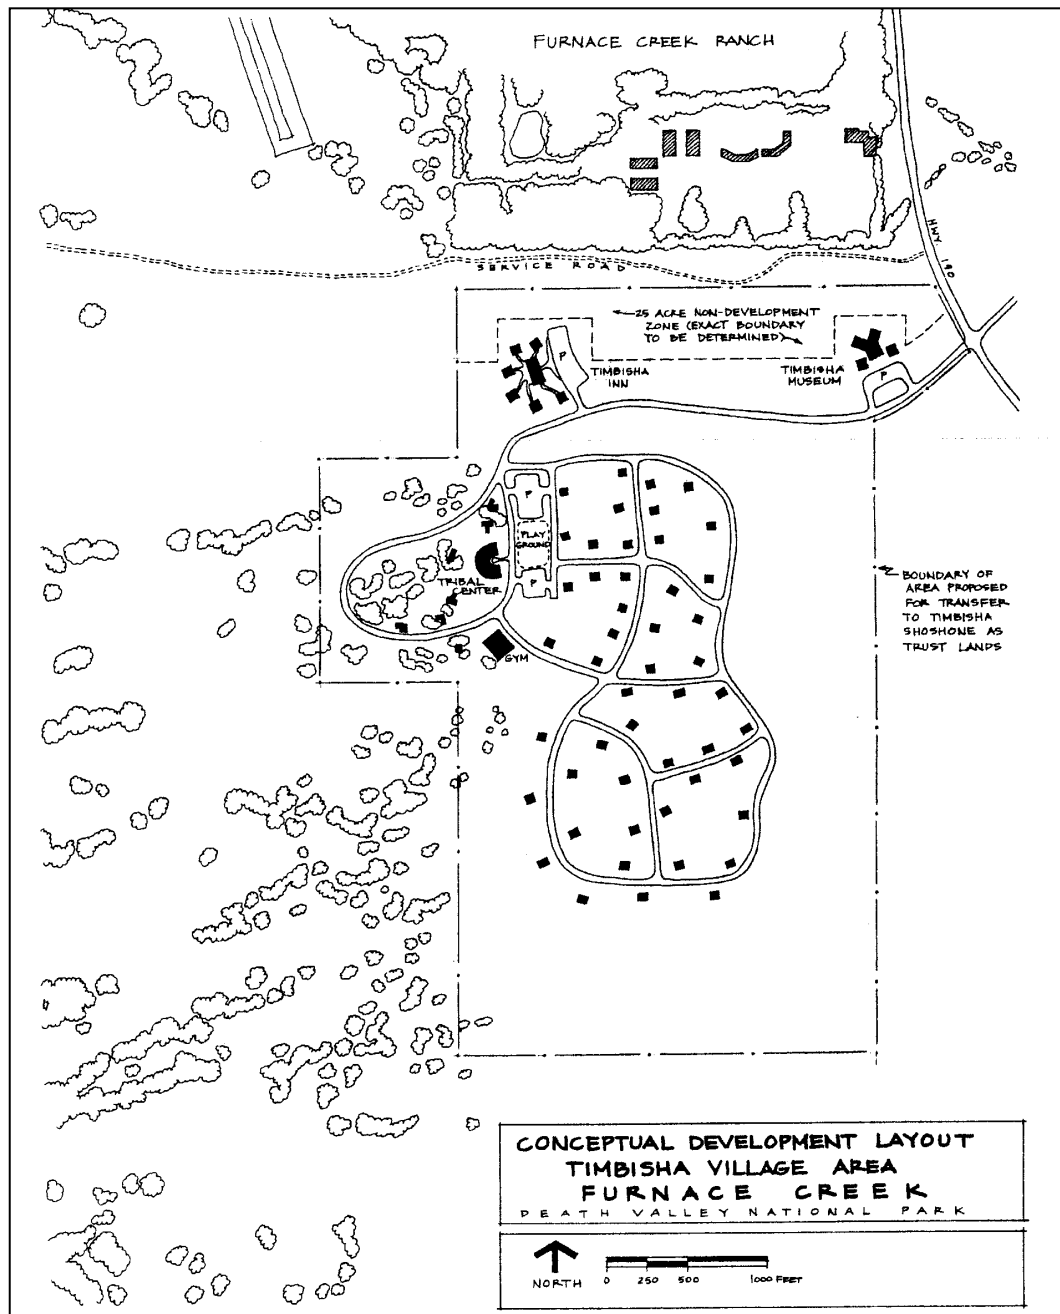 FURNACE CREEK RANCH
HWY 190
SERVICE ROAD
25 ACRE NON-DEVELOPMENT
ZONE (EXACT BOUNDARY
TO BE DETERMINED)
P
TIMBISHA
INN
TIMBISHA
MUSEUM
P
P
PLAY
GROUND
TRIBAL
CENTER
P
GYM
BOUNDARY OF
AREA PROPOSED
FOR TRANSFER
TO TIMBISHA
SHOSHONE AS
TRUST LANDS
CONCEPTUAL DEVELOPMENT LAYOUT
TIMBISHA VILLAGE AREA
FURNACE CREEK
DEATH VALLEY NATIONAL PARK
NORTH
0 250 500 1000 FEET